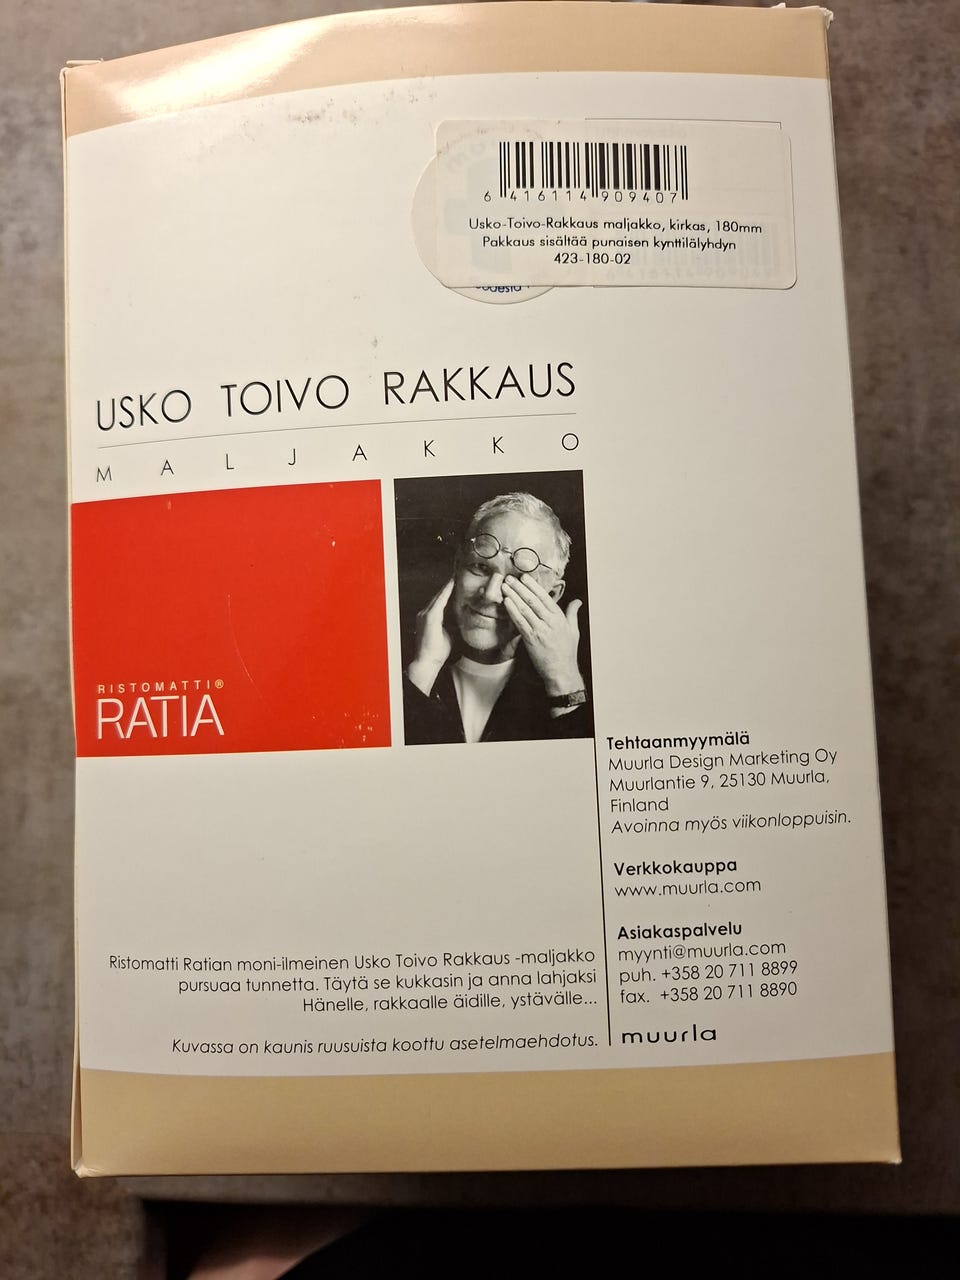 6 416114 909407
Usko-Toivo-Rakkaus maljakko, kirkas, 180mm
Pakkaus sisältää punaisen kynttilälyhdyn
423-180-02
USKO TOIVO RAKKAUS
MALJAKKO
RISTOMATTI®
RATIA
Tehtaanmyymälä
Muurla Design Marketing Oy
Muurlantie 9, 25130 Muurla,
Finland
Avoinna myös viikonloppuisin.
Verkkokauppa
www.muurla.com
Asiakaspalvelu
myynti@muurla.com
puh. +358 20 711 8899
fax. +358 20 711 8890
muurla
Ristomatti Ratian moni-ilmeinen Usko Toivo Rakkaus -maljakko
pursuaa tunnetta. Täytä se kukkasin ja anna lahjaksi
Hänelle, rakkaalle äidille, ystävälle...
Kuvassa on kaunis ruusuista koottu asetelmaehdotus.